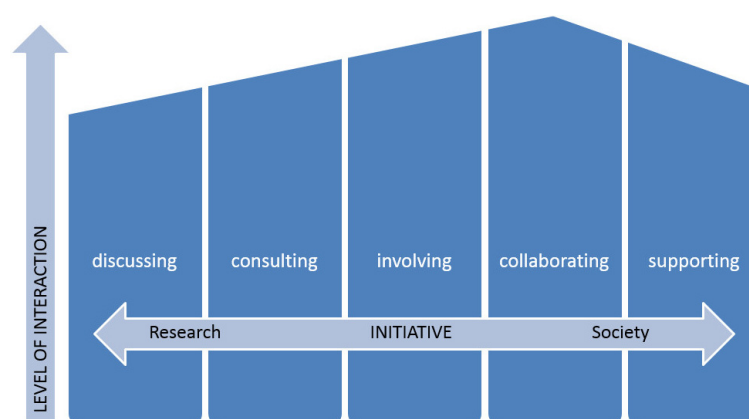 LEVEL OF INTERACTION
discussing consulting involving collaborating supporting
Research INITIATIVE Society